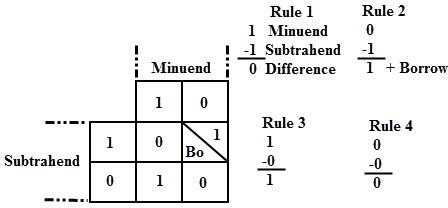 Rule 1
1 Minuend
-1 Subtrahend
0 Difference
Rule 2
0
-1
1 + Borrow
Minuend
1 0
1 0 1
Bo
Subtrahend
0 1 0
Rule 3
1
-0
1
Rule 4
0
-0
0